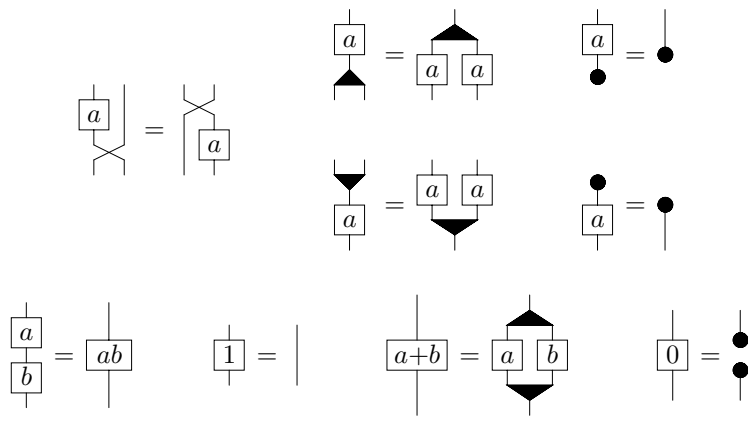 a = a a
a =
a = a
= a a
a
a =
a
b = ab
1 =
a+b = a b
0 =